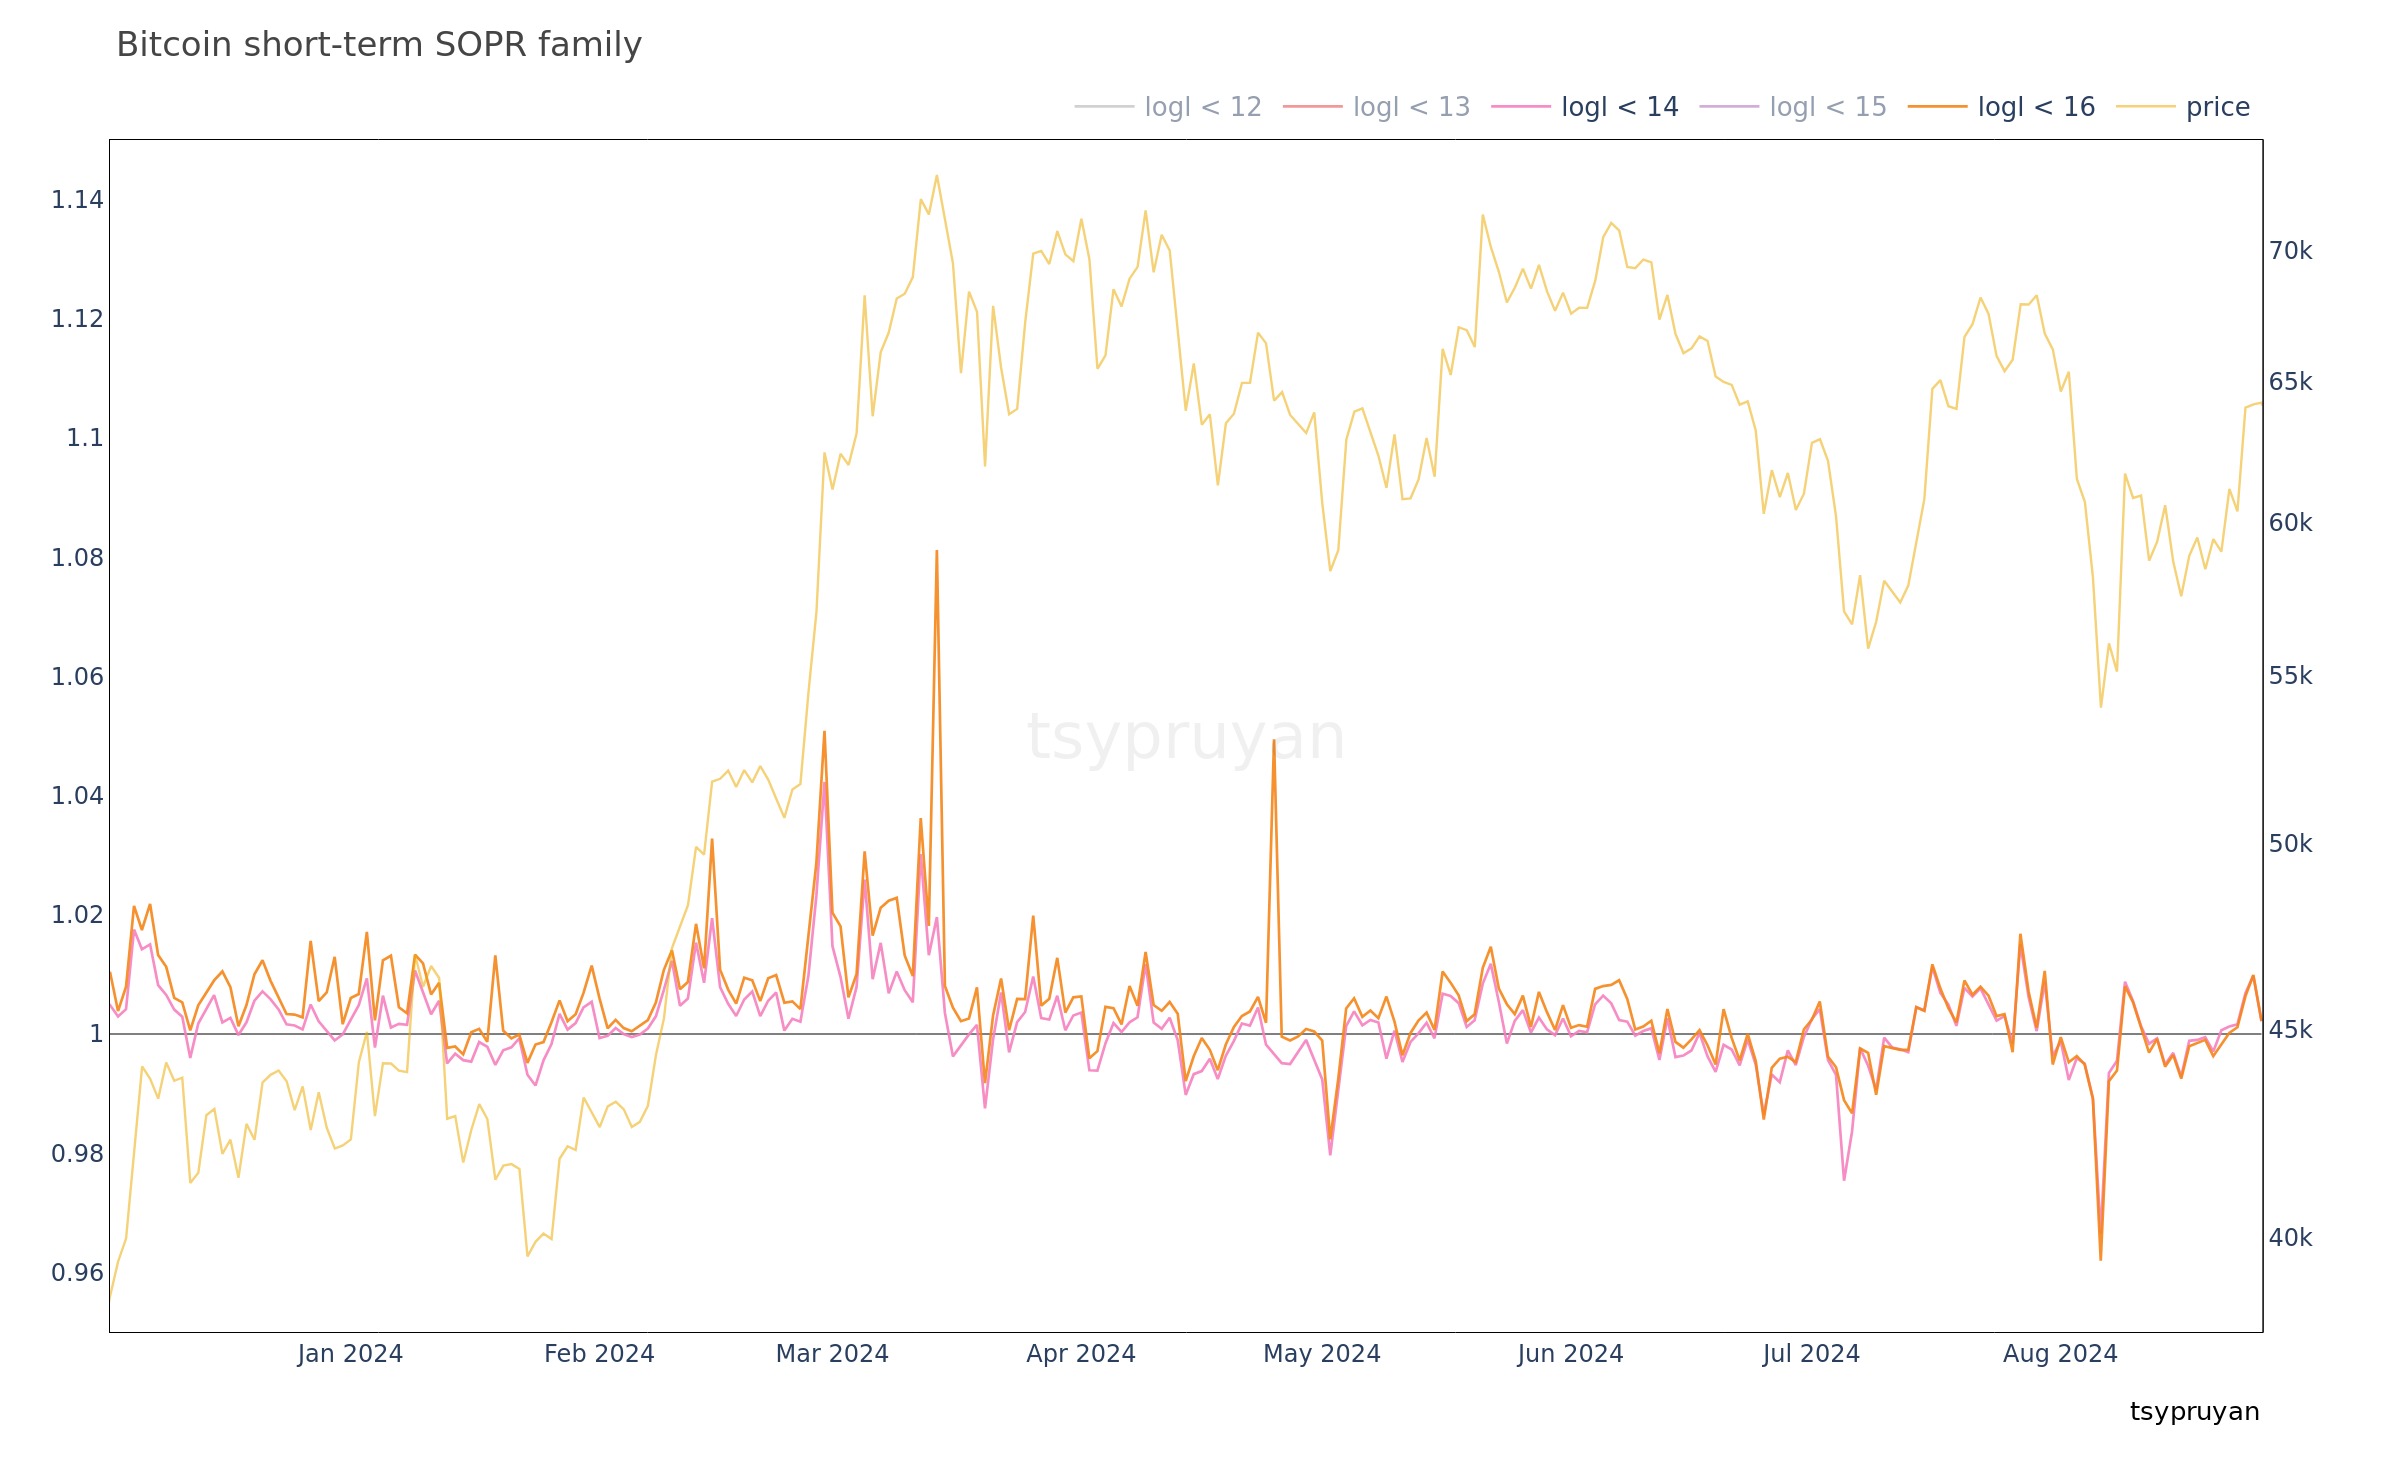 Bitcoin short-term SOPR family
logl < 12 logl < 13 logl < 14 logl < 15 logl < 16 price
1.14
1.12
1.1
1.08
1.06
1.04
1.02
1
0.98
0.96
70k
65k
60k
55k
50k
45k
40k
tsypruyan
Jan 2024 Feb 2024 Mar 2024 Apr 2024 May 2024 Jun 2024 Jul 2024 Aug 2024
tsypruyan